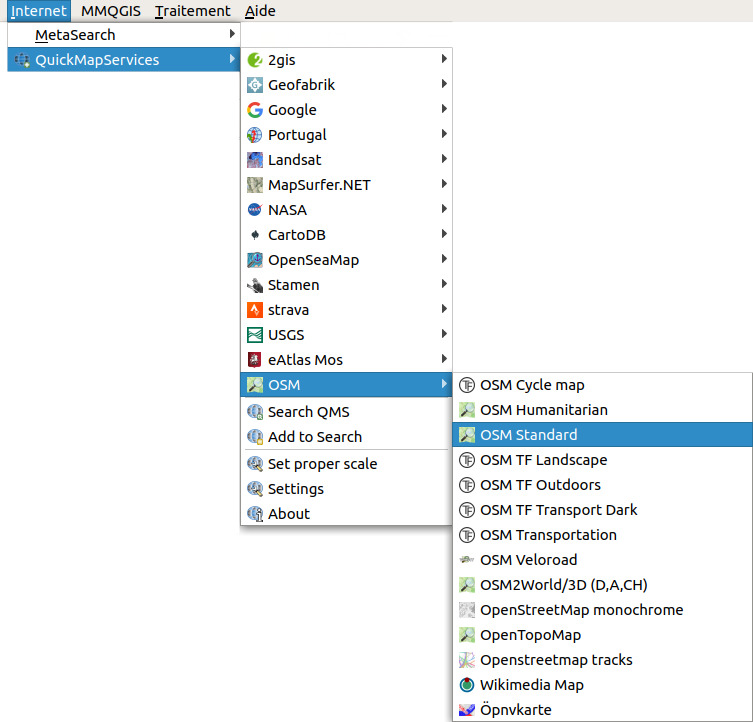 Internet MMQGIS Traitement Aide
MetaSearch
QuickMapServices
2gis
Geofabrik
Google
Portugal
Landsat
MapSurfer.NET
NASA
CartoDB
OpenSeaMap
Stamen
strava
USGS
eAtlas Mos
OSM
Search QMS
Add to Search
Set proper scale
Settings
About
OSM Cycle map
OSM Humanitarian
OSM Standard
OSM TF Landscape
OSM TF Outdoors
OSM TF Transport Dark
OSM Transportation
OSM Veloroad
OSM2World/3D (D,A,CH)
OpenStreetMap monochrome
OpenTopoMap
Openstreetmap tracks
Wikimedia Map
Öpnvkarte